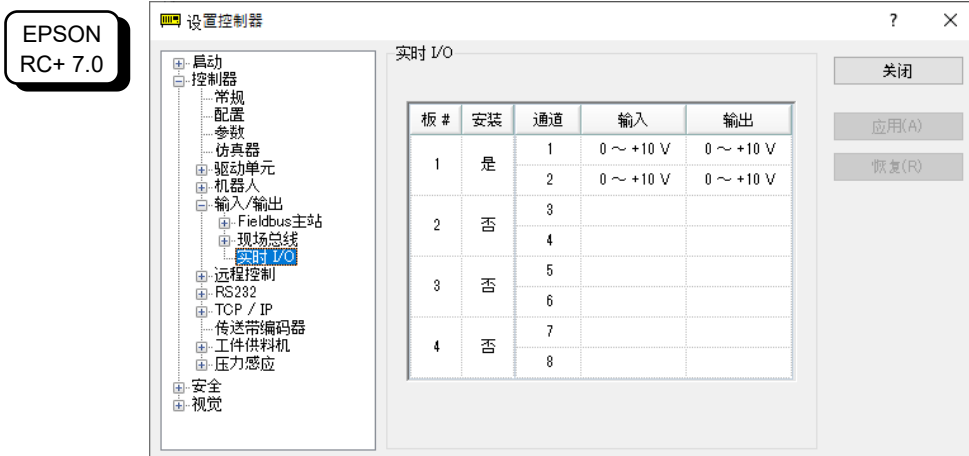 EPSON
RC+ 7.0
设置控制器
?
启动
控制器
常规
配置
参数
仿真器
驱动单元
机器人
输入/输出
Fieldbus主站
现场总线
实时 I/O
远程控制
RS232
TCP / IP
传送带编码器
工件供料机
压力感应
安全
视觉
实时 I/O
板 # 安装 通道 输入 输出
1 是 1 0 ～ +10 V 0 ～ +10 V
2 0 ～ +10 V 0 ～ +10 V
2 否 3
4
3 否 5
6
4 否 7
8
关闭
应用(A)
恢复(R)